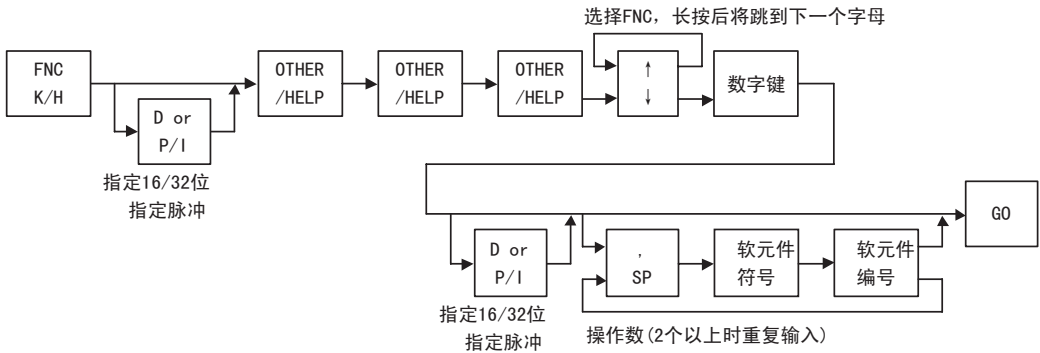 选择FNC，长按后将跳到下一个字母
FNC
K/H
OTHER
/HELP
OTHER
/HELP
OTHER
/HELP
↑
↓
数字键
D or
P/I
指定16/32位
指定脉冲
GO
D or
P/I
,
SP
软元件
符号
软元件
编号
指定16/32位
指定脉冲
操作数(2个以上时重复输入)